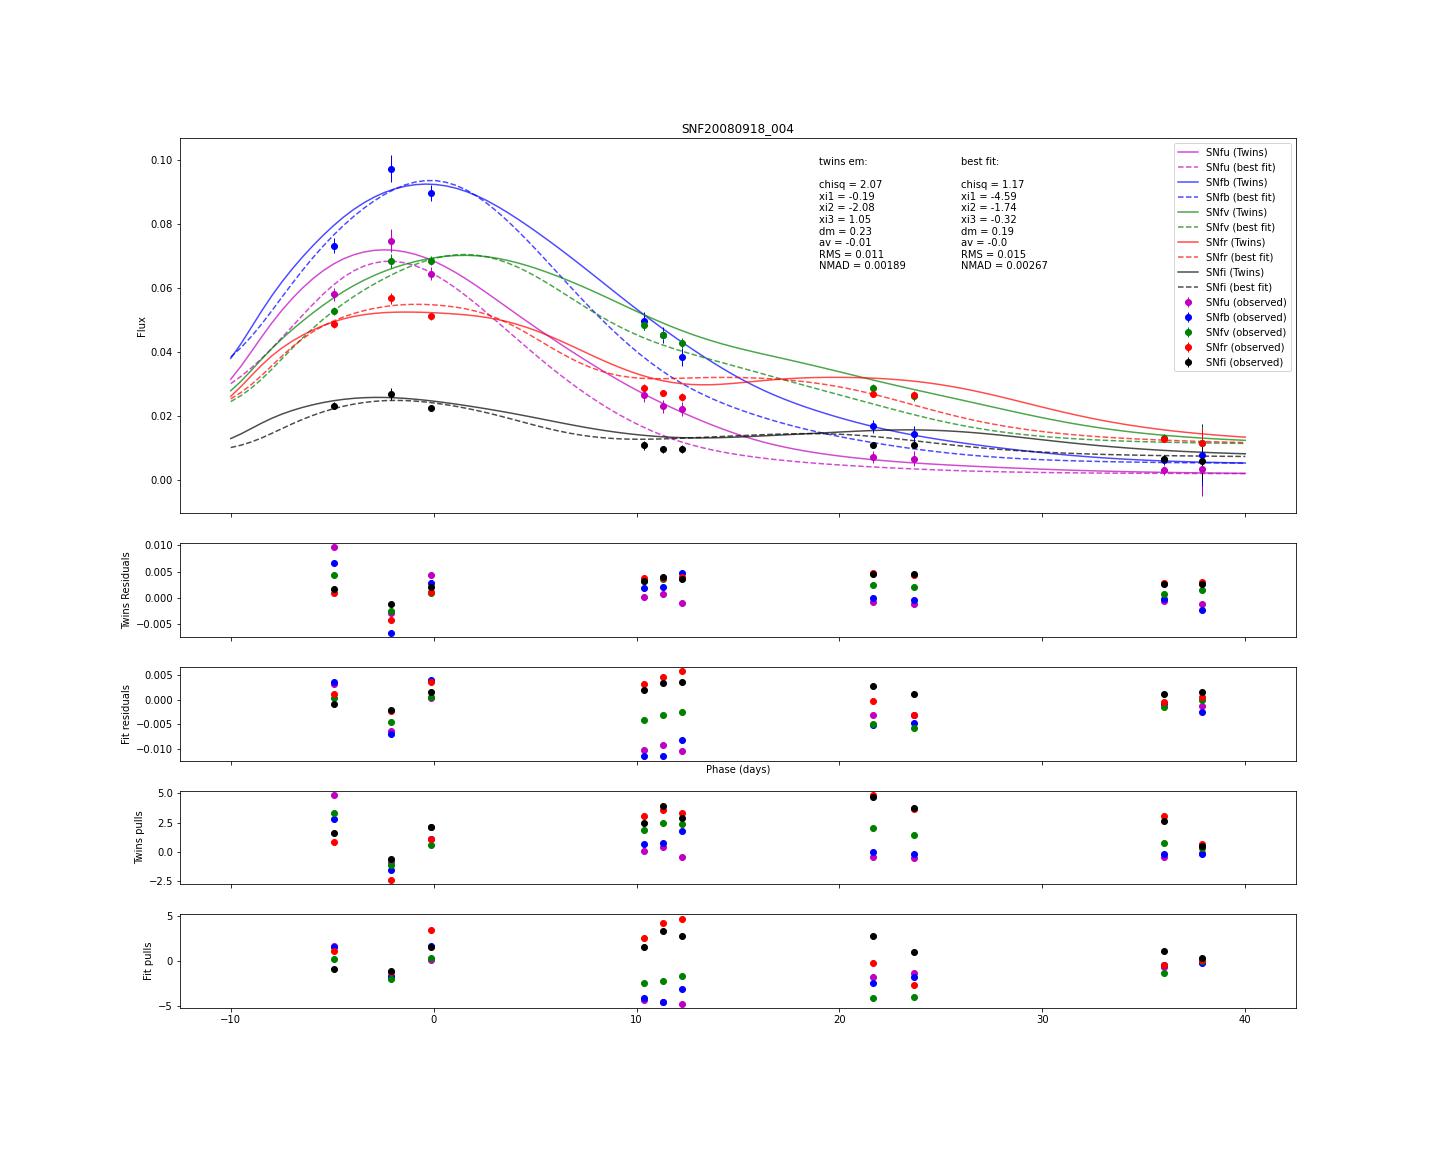 SNF20080918_004
Flux
0.10
0.08
0.06
0.04
0.02
0.00
twins em:
chisq = 2.07
xi1 = -0.19
xi2 = -2.08
xi3 = 1.05
dm = 0.23
av = -0.01
RMS = 0.011
NMAD = 0.00189
best fit:
chisq = 1.17
xi1 = -4.59
xi2 = -1.74
xi3 = -0.32
dm = 0.19
av = -0.0
RMS = 0.015
NMAD = 0.00267
SNfu (Twins)
SNfu (best fit)
SNfb (Twins)
SNfb (best fit)
SNfv (Twins)
SNfv (best fit)
SNfr (Twins)
SNfr (best fit)
SNfi (Twins)
SNfi (best fit)
SNfu (observed)
SNfb (observed)
SNfv (observed)
SNfr (observed)
SNfi (observed)
Twins Residuals
0.010
0.005
0.000
−0.005
Fit residuals
0.005
0.000
−0.005
−0.010
Phase (days)
Twins pulls
5.0
2.5
0.0
−2.5
Fit pulls
5
0
−5
−10 0 10 20 30 40